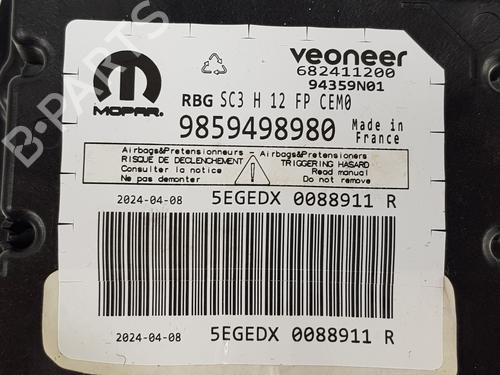 veoneer
682411200
94359N01
MOPAR.
RBG SC3 H 12 FP CEM0
9859498980
Made in
France
Airbags&Pretensionneurs - Airbags&Pretensioners
RISQUE DE DECLENCHEMENT
Consulter la notice
Ne pas demonter
TRIGGERING HASARD
Read manual
Do not remove
2024-04-08 5EGEDX 0088911 R
2024-04-08 5EGEDX 0088911 R
B-PARTS